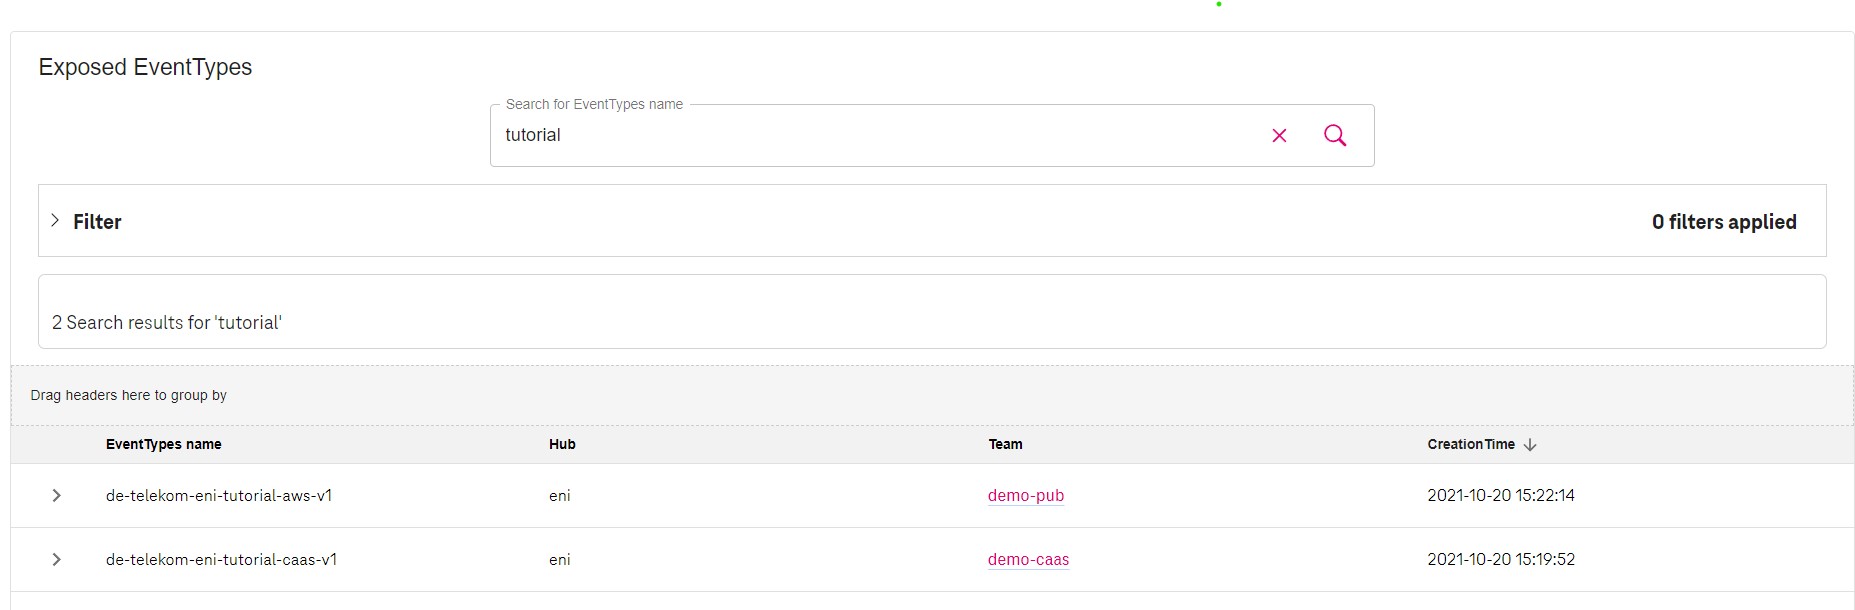 Exposed EventTypes
Search for EventTypes name
tutorial
Filter 0 filters applied
2 Search results for 'tutorial'
Drag headers here to group by
EventTypes name Hub Team CreationTime
de-telekom-eni-tutorial-aws-v1 eni demo-pub 2021-10-20 15:22:14
de-telekom-eni-tutorial-caas-v1 eni demo-caas 2021-10-20 15:19:52